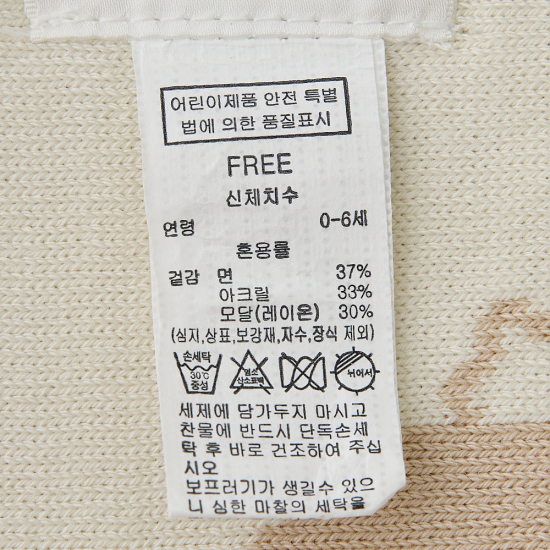 어린이제품 안전 특별
법에 의한 품질표시
FREE
신체치수
연령 0-6세
혼용률
겉감 면 37%
아크릴 33%
모달(레이온) 30%
(심지,상표,보강재,자수,장식 제외)
손세탁
30℃
중성
염소
산소표백
뉘어서
세제에 담가두지 마시고
찬물에 반드시 단독손세
탁 후 바로 건조하여 주십
시오
보프러기가 생길수 있으
니 심한 마찰의 세탁을